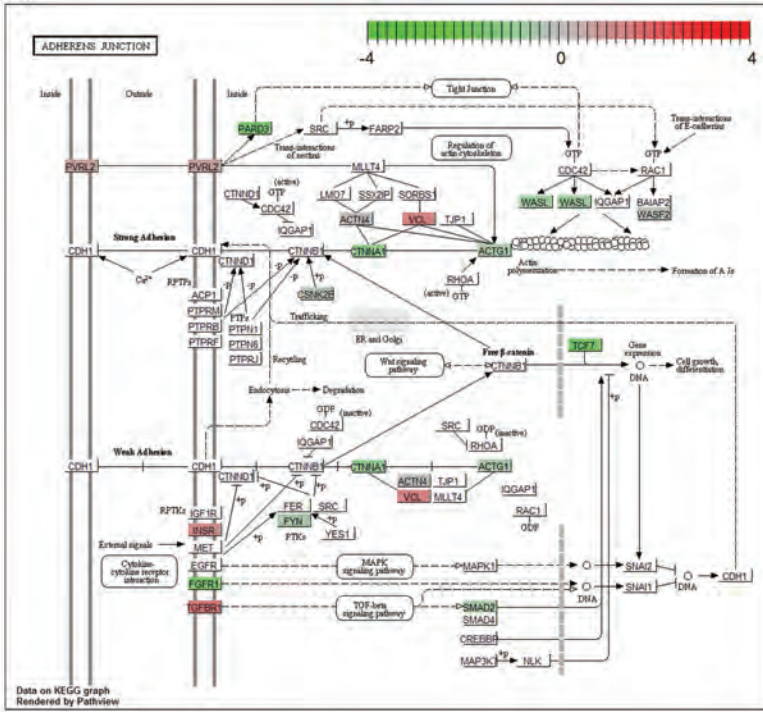 ADHERENS JUNCTION
-4
0
4
Inside
Outside
Inside
Tight Junction
PARD3
SRC
+p
FARP2
Trans-interactions
of nectins
Regulation of
actin cytoskeleton
Trans-interactions
of E-cadherins
GTP
GTP
PVRL2
PVRL2
MLLT4
CDC42
RAC1
CTNND1
(active)
GTP
CDC42
IQGAP1
LMO7
SSX2IP
SORBS1
WASL
WASL
IQGAP1
BAIAP2
WASF2
ACTN4
VCL
TJP1
Strong Adhesion
CDH1
CDH1
CTNND1
CTNNB1
CTNNA1
ACTG1
Actin
polymerization
Formation of AJs
Ca2+
RPTPs
-p
-p
-p
-p
+p
CSNK2B
RHOA
(active)
GTP
ACP1
PTPRM
PTPRB
PTPRF
PTPs
PTPN1
PTPN6
PTPRJ
Trafficking
ER and Golgi
Recycling
Wnt signaling
pathway
Free β-catenin
CTNNB1
TCF7
Gene
expression
DNA
Cell growth,
differentiation
+p
Endocytosis
Degradation
GDP
(inactive)
CDC42
IQGAP1
SRC
GDP
(inactive)
RHOA
Weak Adhesion
CDH1
CDH1
CTNND1
CTNNB1
CTNNA1
ACTG1
ACTN4
TJP1
VCL
MLLT4
IQGAP1
RAC1
GDP
+p
+p
+p
+p
+p
+p
RPTKs
IGF1R
INSR
MET
EGFR
FGFR1
TGFBR1
FER
SRC
FYN
PTKs
YES1
External signals
Cytokine-
cytokine receptor
interaction
MAPK
signaling pathway
MAPK1
TGF-beta
signaling pathway
SMAD2
SMAD4
CREBBP
MAP3K7
+p
NLK
DNA
SNAI2
SNAI1
DNA
CDH1
Data on KEGG graph
Rendered by Pathview